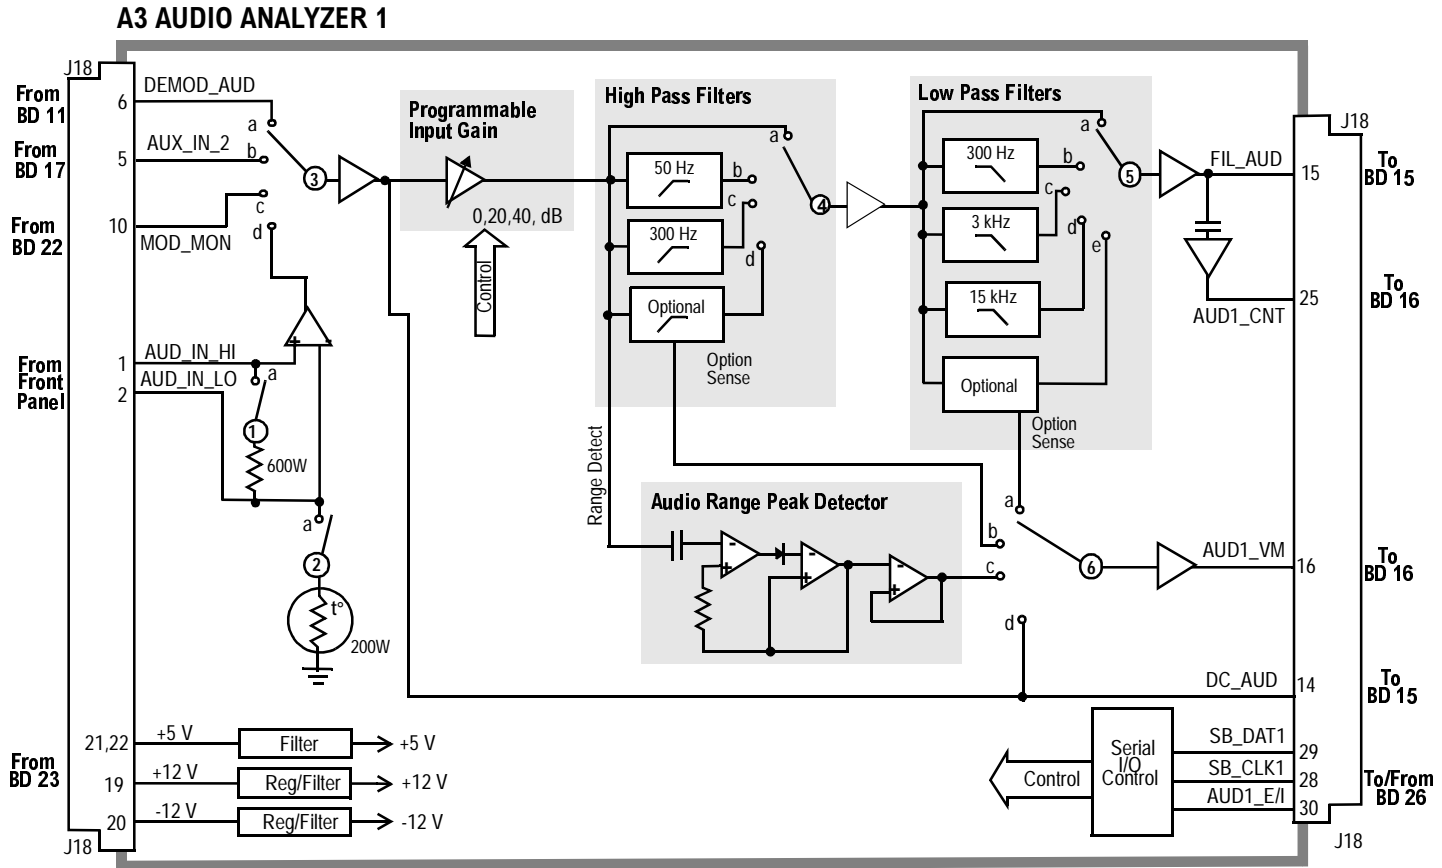 A3 AUDIO ANALYZER 1
J18
From
BD 11
6
DEMOD_AUD
From
BD 17
5
AUX_IN_2
From
BD 22
10
MOD_MON
a
b
c
d
3
Programmable
Input Gain
0,20,40, dB
Control
From
Front
Panel
1
AUD_IN_HI
2
AUD_IN_LO
+
-
a
1
600W
a
2
t°
200W
High Pass Filters
50 Hz
300 Hz
Optional
a
b
c
d
4
Option
Sense
Range Detect
Low Pass Filters
300 Hz
3 kHz
15 kHz
Optional
a
b
c
d
e
5
Option
Sense
Audio Range Peak Detector
-
+
-
+
-
+
a
b
c
d
6
J18
FIL_AUD
15
To
BD 15
AUD1_CNT
25
To
BD 16
AUD1_VM
16
To
BD 16
DC_AUD
14
To
BD 15
From
BD 23
21,22
+5 V
Filter
+5 V
19
+12 V
Reg/Filter
+12 V
20
-12 V
Reg/Filter
-12 V
J18
Control
Serial
I/O
Control
SB_DAT1
29
SB_CLK1
28
AUD1_E/I
30
To/From
BD 26
J18